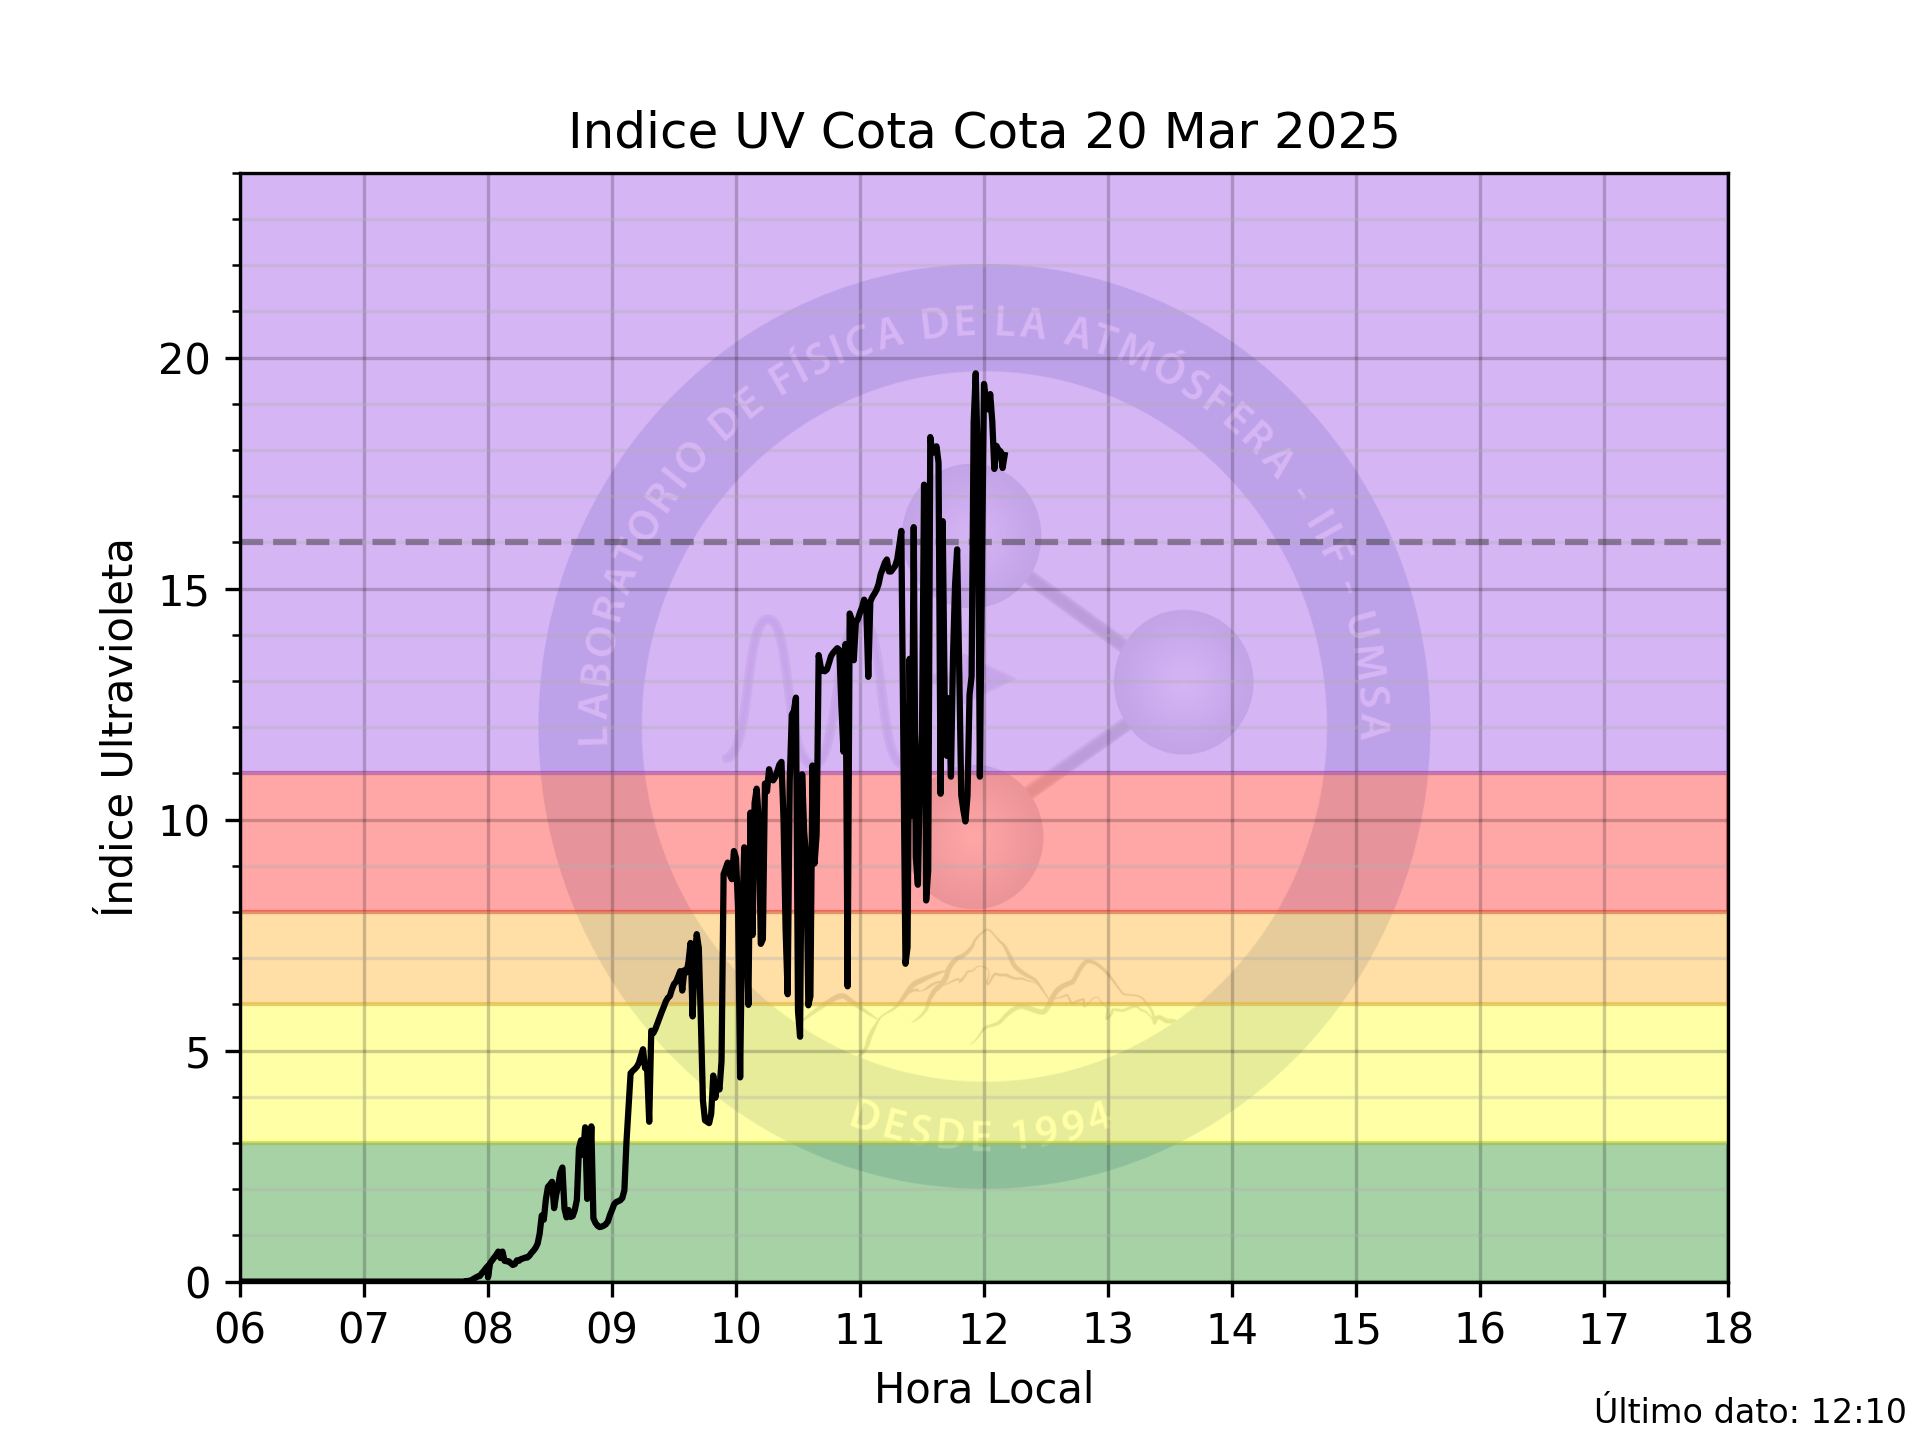 Indice UV Cota Cota 20 Mar 2025
LABORATORIO DE FÍSICA DE LA ATMÓSFERA - IIF - UMSA
DESDE 1994
Índice Ultravioleta
20
15
10
5
0
06 07 08 09 10 11 12 13 14 15 16 17 18
Hora Local
Último dato: 12:10